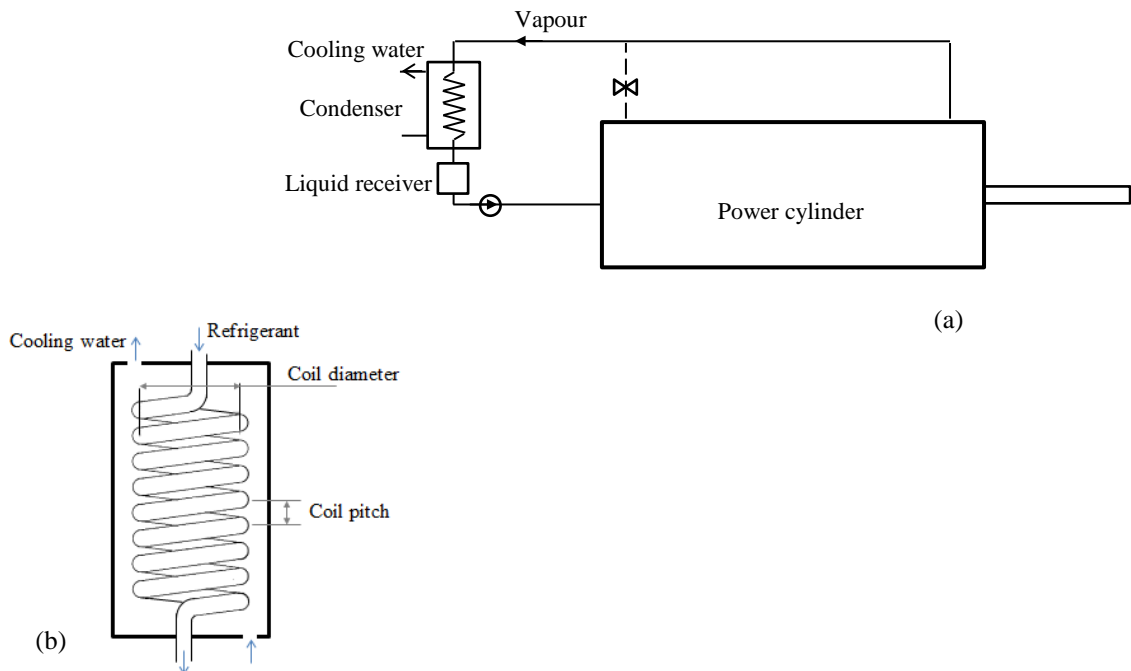 Vapour
Cooling water
Condenser
Liquid receiver
Power cylinder
(a)
Refrigerant
Cooling water
Coil diameter
Coil pitch
(b)